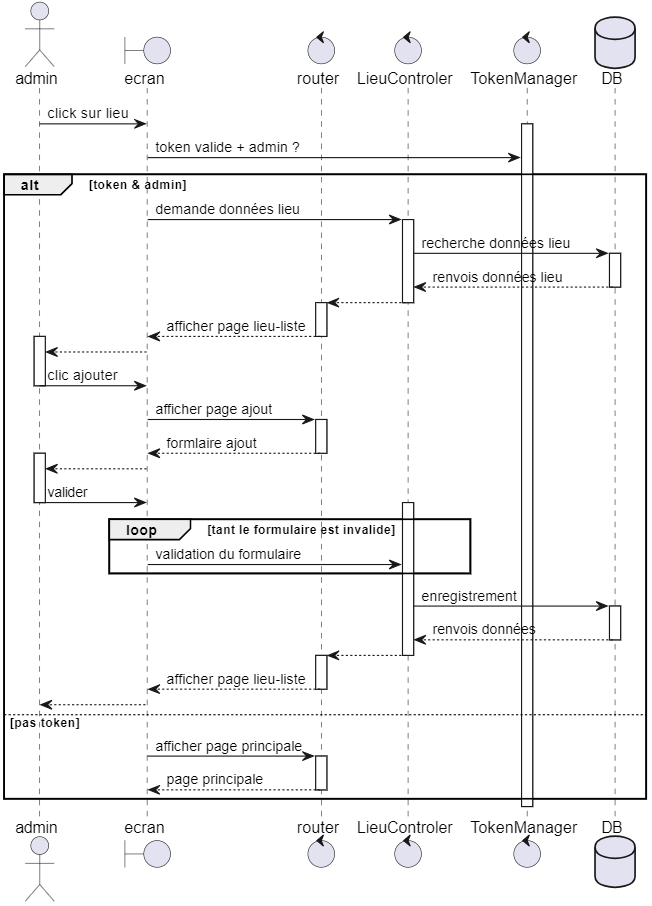 admin ecran router LieuControler TokenManager DB
click sur lieu
token valide + admin ?
alt [token & admin]
demande données lieu
recherche données lieu
renvois données lieu
afficher page lieu-liste
clic ajouter
afficher page ajout
formlaire ajout
valider
loop [tant le formulaire est invalide]
validation du formulaire
enregistrement
renvois données
afficher page lieu-liste
[pas token]
afficher page principale
page principale
admin ecran router LieuControler TokenManager DB